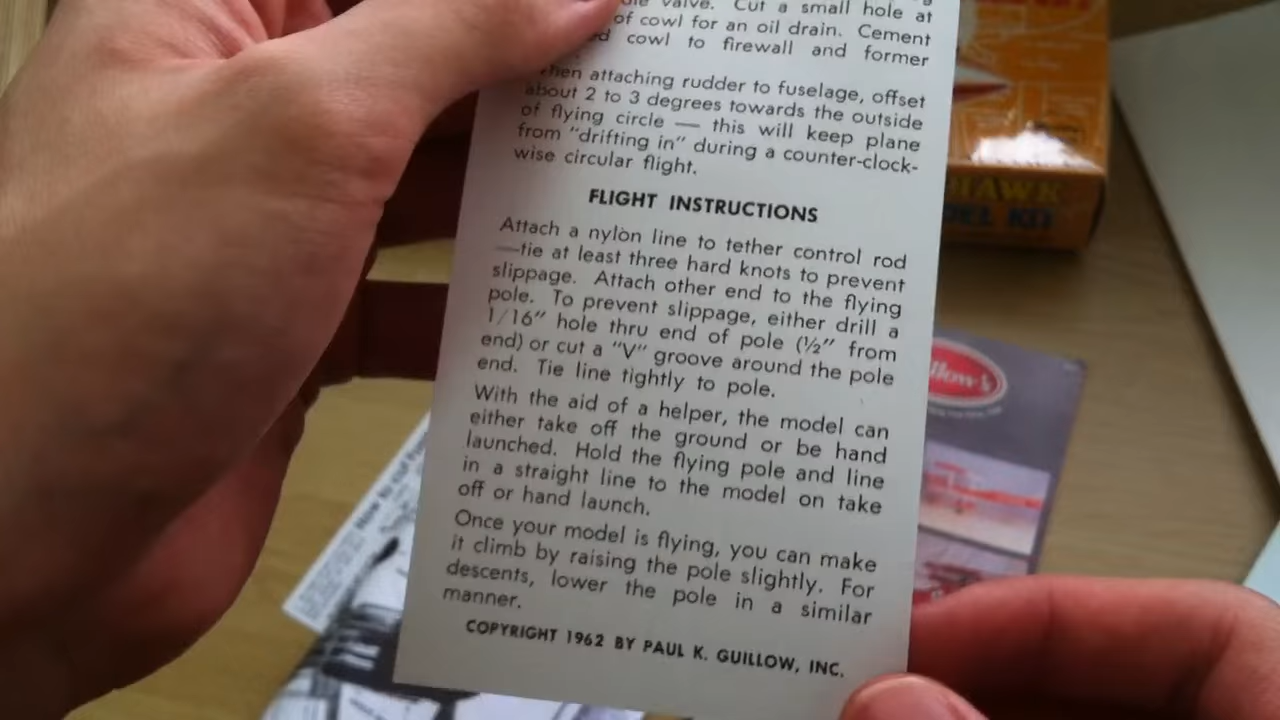 valve. Cut a small hole at
of cowl for an oil drain. Cement
cowl to firewall and former
attaching rudder to fuselage, offset
about 2 to 3 degrees towards the outside
of flying circle — this will keep plane
from "drifting in" during a counter-clock-
wise circular flight.
FLIGHT INSTRUCTIONS
Attach a nylon line to tether control rod
—tie at least three hard knots to prevent
slippage. Attach other end to the flying
pole. To prevent slippage, either drill a
1/16" hole thru end of pole (½" from
end) or cut a "V" groove around the pole
end. Tie line tightly to pole.
With the aid of a helper, the model can
either take off the ground or be hand
launched. Hold the flying pole and line
in a straight line to the model on take
off or hand launch.
Once your model is flying, you can make
it climb by raising the pole slightly. For
descents, lower the pole in a similar
manner.
COPYRIGHT 1962 BY PAUL K. GUILLOW, INC.